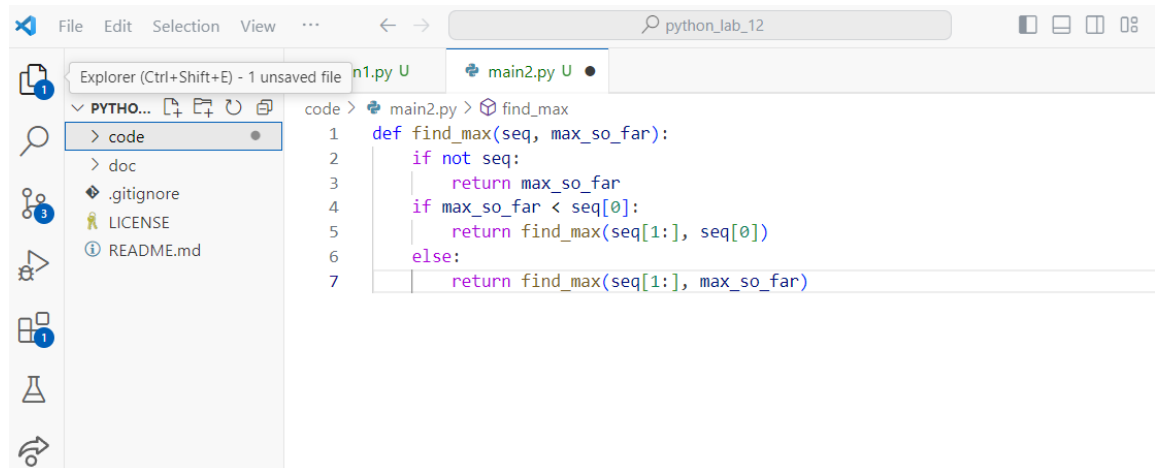 File Edit Selection View ··· python_lab_12
Explorer (Ctrl+Shift+E) - 1 unsaved file
n1.py U
main2.py U
1
PYTHO...
code > main2.py > find_max
code
doc
.gitignore
LICENSE
README.md
3
1
1 def find_max(seq, max_so_far):
2 if not seq:
3 return max_so_far
4 if max_so_far < seq[0]:
5 return find_max(seq[1:], seq[0])
6 else:
7 return find_max(seq[1:], max_so_far)